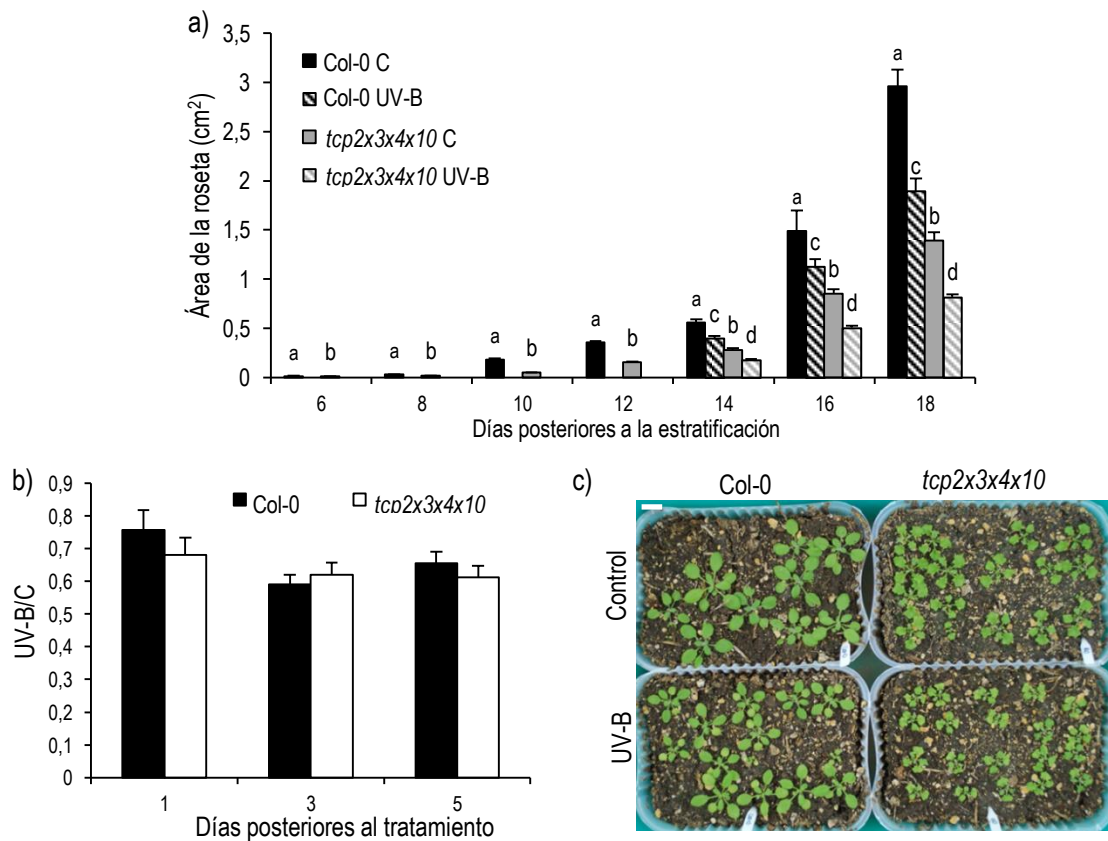 a)
Área de la roseta (cm²)
3,5
3
2,5
2
1,5
1
0,5
0
Col-0 C
Col-0 UV-B
tcp2x3x4x10 C
tcp2x3x4x10 UV-B
a b a b a b a b a c b d a c b d a c b d
6 8 10 12 14 16 18
Días posteriores a la estratificación
b)
UV-B/C
0,9
0,8
0,7
0,6
0,5
0,4
0,3
0,2
0,1
0
Col-0 tcp2x3x4x10
1 3 5
Días posteriores al tratamiento
c)
Col-0 tcp2x3x4x10
Control
UV-B